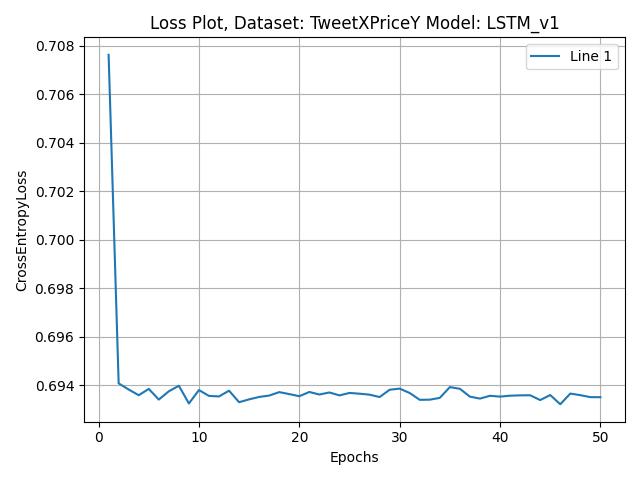 Loss Plot, Dataset: TweetXPriceY Model: LSTM_v1
Line 1
0.708
0.706
0.704
0.702
0.700
0.698
0.696
0.694
CrossEntropyLoss
0 10 20 30 40 50
Epochs